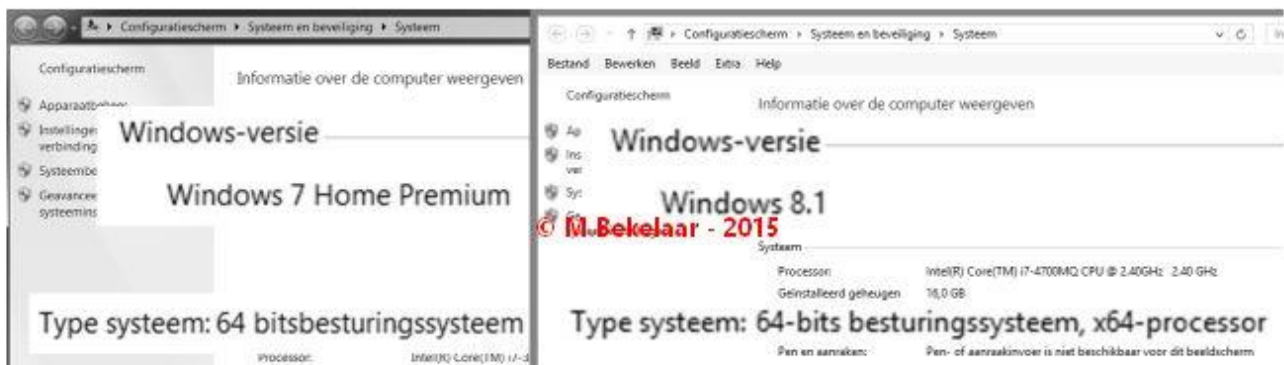 Configuratiescherm ▸ Systeem en beveiliging ▸ Systeem
Configuratiescherm
Informatie over de computer weergeven
Windows-versie
verbinding
Windows 7 Home Premium
Type systeem: 64 bitsbesturingssysteem
Processor:
Configuratiescherm ▸ Systeem en beveiliging ▸ Systeem
Bestand Bewerken Beeld Extra Help
Configuratiescherm
Informatie over de computer weergeven
Windows-versie
Windows 8.1
© M.Bekelaar - 2015
Systeem
Processor: Intel(R) Core(TM) i7-4700MQ CPU @ 2.40GHz 2.40 GHz
Geïnstalleerd geheugen 16,0 GB
Type systeem: 64-bits besturingssysteem, x64-processor
Pen en aanraken: Pen- of aanraakinvoer is niet beschikbaar voor dit beeldscherm